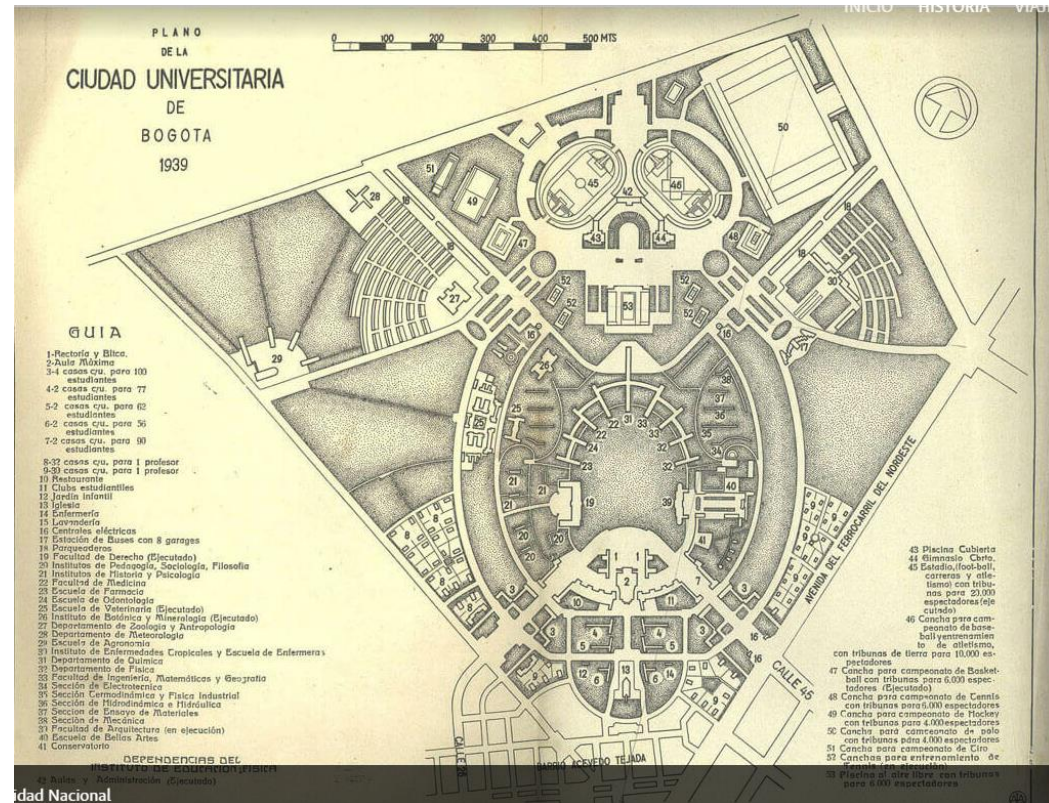 INICIO HISTORIA
PLANO
DE LA
CIUDAD UNIVERSITARIA
DE
BOGOTA
1939
0 100 200 300 400 500 MTS
GUIA
1-Rectoría y Bltca.
2-Aula Máxima
3-4 casas c/u. para 100
estudiantes
4-2 casas c/u. para 77
estudiantes
5-2 casas c/u. para 62
estudiantes
6-2 casas c/u. para 56
estudiantes
7-2 casas c/u. para 90
estudiantes
8-32 casas c/u. para 1 profesor
9-30 casas c/u. para 1 profesor
10 Restaurante
11 Clubs estudiantiles
12 Jardín infantil
13 Iglesia
14 Enfermería
15 Lavandería
16 Centrales eléctricas
17 Estación de Buses con 8 garages
18 Parqueaderos
19 Facultad de Derecho (Ejecutado)
20 Institutos de Pedagogía, Sociología, Filosofía
21 Institutos de Historia y Psicología
22 Facultad de Medicina
23 Escuela de Farmacia
24 Escuela de Odontología
25 Escuela de Veterinaria (Ejecutado)
26 Instituto de Botánica y Mineralogía (Ejecutado)
27 Departamento de Zoología y Antropología
28 Departamento de Meteorología
29 Escuela de Agronomía
30 Instituto de Enfermedades Tropicales y Escuela de Enfermeras
31 Departamento de Química
32 Departamento de Física
33 Facultad de Ingeniería, Matemáticas y Geografía
34 Sección de Electrotecnica
35 Sección Termodinámica y Física Industrial
36 Sección de Hidrodinámica e Hidráulica
37 Seccion de Ensayo de Materiales
38 Sección de Mecánica
39 Facultad de Arquitectura (en ejecución)
40 Escuela de Bellas Artes
41 Conservatorio
DEPENDENCIAS DEL
INSTITUTO DE EDUCACION FISICA
42 Aulas y Administración (Ejecutado)
43 Piscina Cubierta
44 Gimnasio Cbrto.
45 Estadio, (foot-ball,
carreras y atle-
tismo) con tribu-
nas para 23.000
espectadores (eje
cutado)
46 Cancha para cam-
peonato de base-
ball y entrenamien
to de atletismo,
con tribunas de tierra para 10.000 es-
pectadores
47 Cancha para campeonato de Basket-
ball con tribunas para 6.000 espec-
tadores (Ejecutado)
48 Cancha para campeonato de Tennis
con tribunas para 6.000 espectadores
49 Cancha para campeonato de Hockey
con tribunas para 4.000 espectadores
50 Cancha para campeonato de polo
con tribunas para 4.000 espectadores
51 Cancha para campeonato de Tiro
52 Canchas para entrenamiento de
Tennis (en ejecución)
53 Piscina al aire libre con tribunas
para 6.000 espectadores
AVENIDA DEL FERROCARRIL DEL NORDESTE
CALLE 45
CALLE 26
BARRIO ACEVEDO TEJADA
idad Nacional